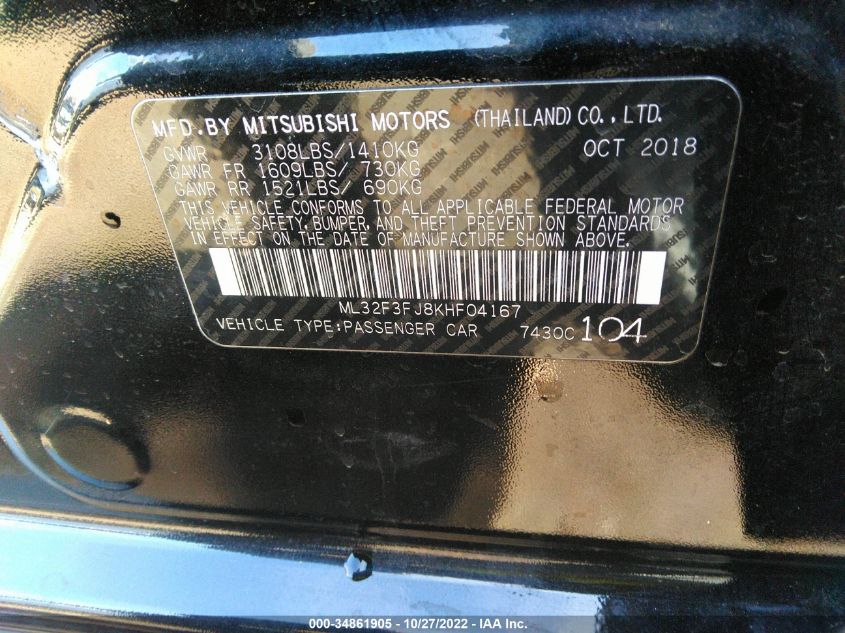 MFD.BY MITSUBISHI MOTORS (THAILAND)CO.,LTD.
GVWR 3108LBS/1410KG OCT 2018
GAWR FR 1609LBS/ 730KG
GAWR RR 1521LBS/ 690KG
THIS VEHICLE CONFORMS TO ALL APPLICABLE FEDERAL MOTOR
VEHICLE SAFETY, BUMPER, AND THEFT PREVENTION STANDARDS
IN EFFECT ON THE DATE OF MANUFACTURE SHOWN ABOVE.
ML32F3FJ8KHF04167
VEHICLE TYPE:PASSENGER CAR 7430C 104
000-34861905 - 10/27/2022 - IAA Inc.